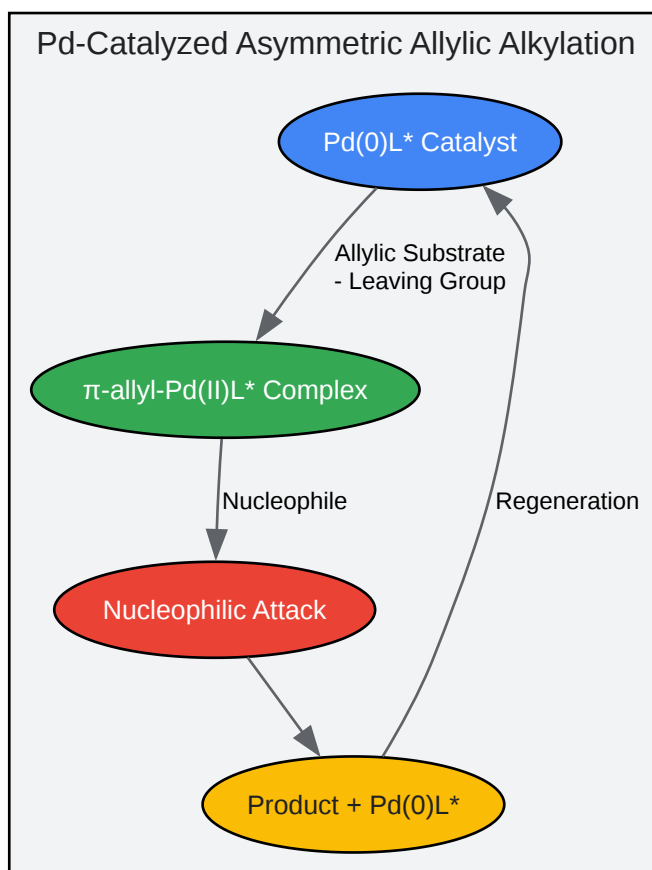 Pd-Catalyzed Asymmetric Allylic Alkylation
Pd(0)L* Catalyst
Allylic Substrate
- Leaving Group
π-allyl-Pd(II)L* Complex
Nucleophile
Regeneration
Nucleophilic Attack
Product + Pd(0)L*